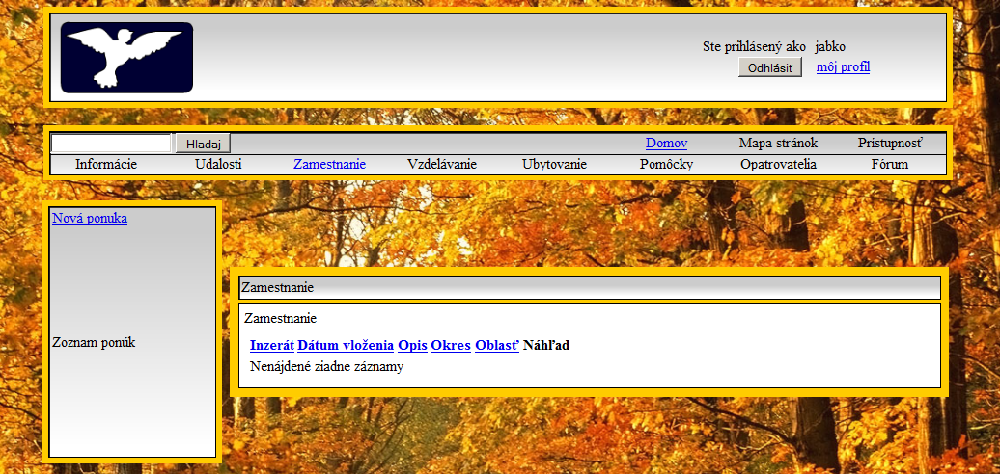 Ste prihlásený ako jabko
Odhlásiť môj profil
Hladaj Domov Mapa stránok Pristupnosť
Informácie Udalosti Zamestnanie Vzdelávanie Ubytovanie Pomôcky Opatrovatelia Fórum
Nová ponuka
Zoznam ponúk
Zamestnanie
Zamestnanie
Inzerát Dátum vloženia Opis Okres Oblasť Náhľad
Nenájdené ziadne záznamy